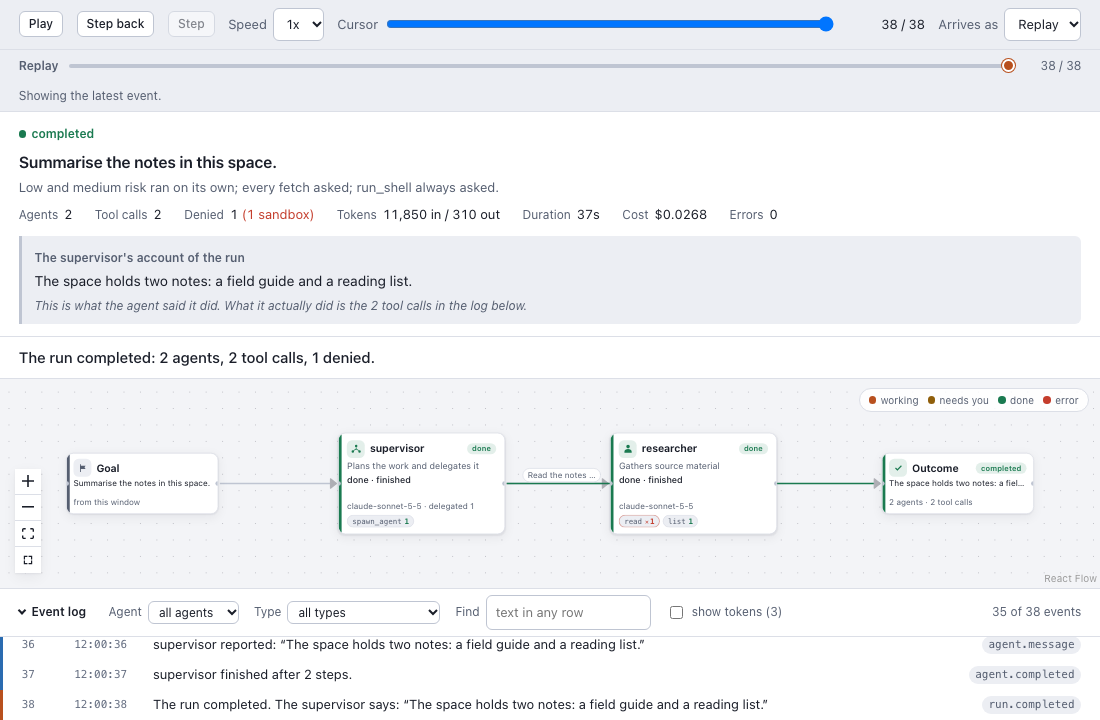 Play Step back Step Speed 1x Cursor 38 / 38 Arrives as Replay
Replay 38 / 38
Showing the latest event.
completed
Summarise the notes in this space.
Low and medium risk ran on its own; every fetch asked; run_shell always asked.
Agents 2 Tool calls 2 Denied 1 (1 sandbox) Tokens 11,850 in / 310 out Duration 37s Cost $0.0268 Errors 0
The supervisor's account of the run
The space holds two notes: a field guide and a reading list.
This is what the agent said it did. What it actually did is the 2 tool calls in the log below.
The run completed: 2 agents, 2 tool calls, 1 denied.
working needs you done error
Goal
Summarise the notes in this space.
from this window
supervisor done
Plans the work and delegates it
done · finished
claude-sonnet-5-5 · delegated 1
spawn_agent 1
Read the notes ...
researcher done
Gathers source material
done · finished
claude-sonnet-5-5
read ×1 list 1
Outcome completed
The space holds two notes: a fiel...
2 agents · 2 tool calls
React Flow
Event log Agent all agents Type all types Find text in any row show tokens (3) 35 of 38 events
36 12:00:36 supervisor reported: “The space holds two notes: a field guide and a reading list.” agent.message
37 12:00:37 supervisor finished after 2 steps. agent.completed
38 12:00:38 The run completed. The supervisor says: “The space holds two notes: a field guide and a reading list.” run.completed